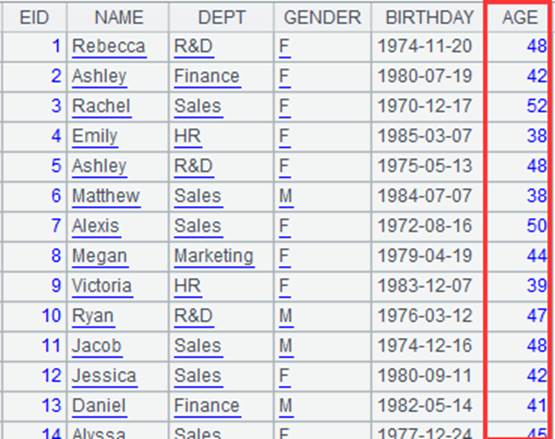 EID NAME DEPT GENDER BIRTHDAY AGE
1 Rebecca R&D F 1974-11-20 48
2 Ashley Finance F 1980-07-19 42
3 Rachel Sales F 1970-12-17 52
4 Emily HR F 1985-03-07 38
5 Ashley R&D F 1975-05-13 48
6 Matthew Sales M 1984-07-07 38
7 Alexis Sales F 1972-08-16 50
8 Megan Marketing F 1979-04-19 44
9 Victoria HR F 1983-12-07 39
10 Ryan R&D M 1976-03-12 47
11 Jacob Sales M 1974-12-16 48
12 Jessica Sales F 1980-09-11 42
13 Daniel Finance M 1982-05-14 41
14 Alyssa Sales F 1977-12-24 45